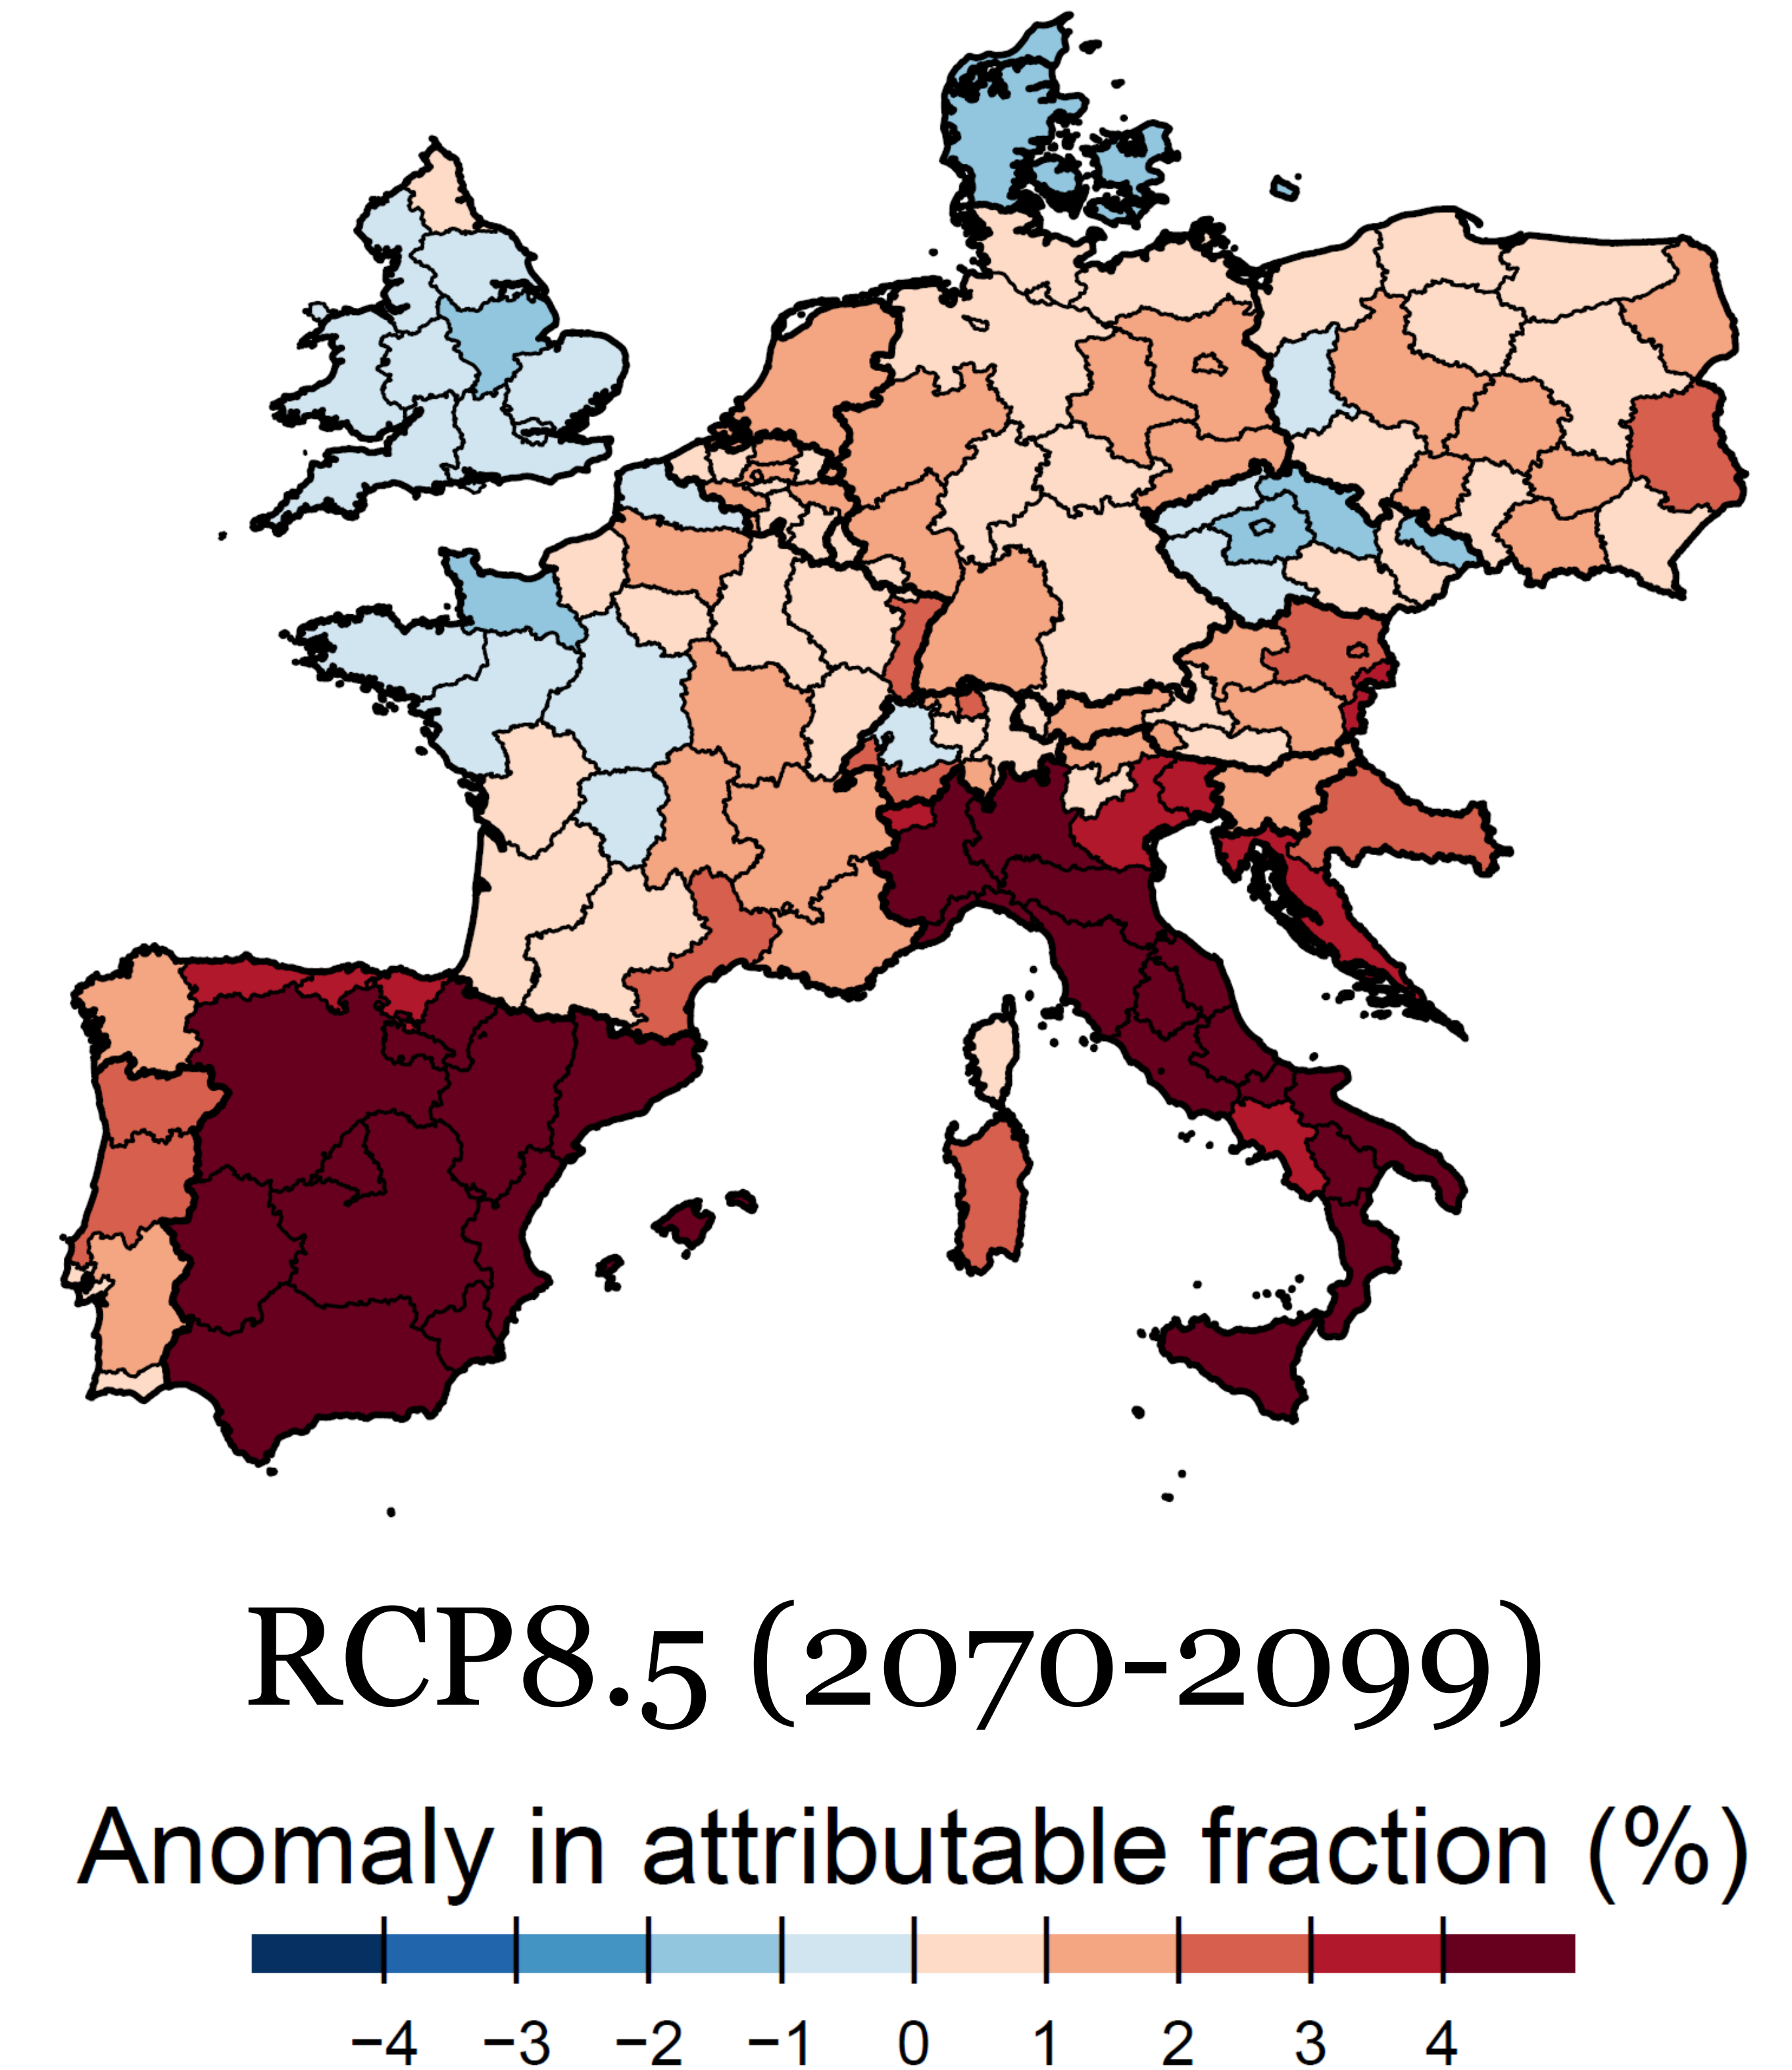 RCP8.5 (2070-2099)
Anomaly in attributable fraction (%)
−4 −3 −2 −1 0 1 2 3 4